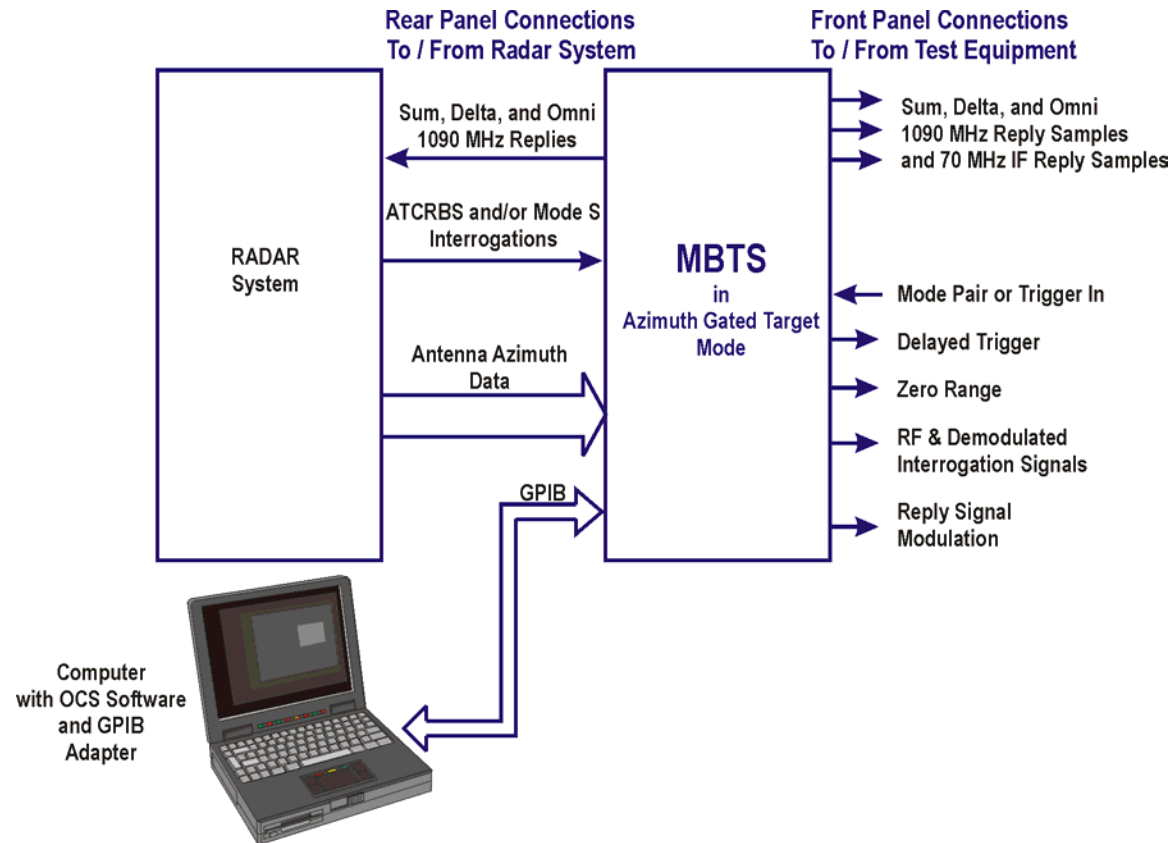 Rear Panel Connections
To / From Radar System
Front Panel Connections
To / From Test Equipment
RADAR
System
Sum, Delta, and Omni
1090 MHz Replies
ATCRBS and/or Mode S
Interrogations
Antenna Azimuth
Data
GPIB
MBTS
in
Azimuth Gated Target
Mode
Sum, Delta, and Omni
1090 MHz Reply Samples
and 70 MHz IF Reply Samples
Mode Pair or Trigger In
Delayed Trigger
Zero Range
RF & Demodulated
Interrogation Signals
Reply Signal
Modulation
Computer
with OCS Software
and GPIB
Adapter